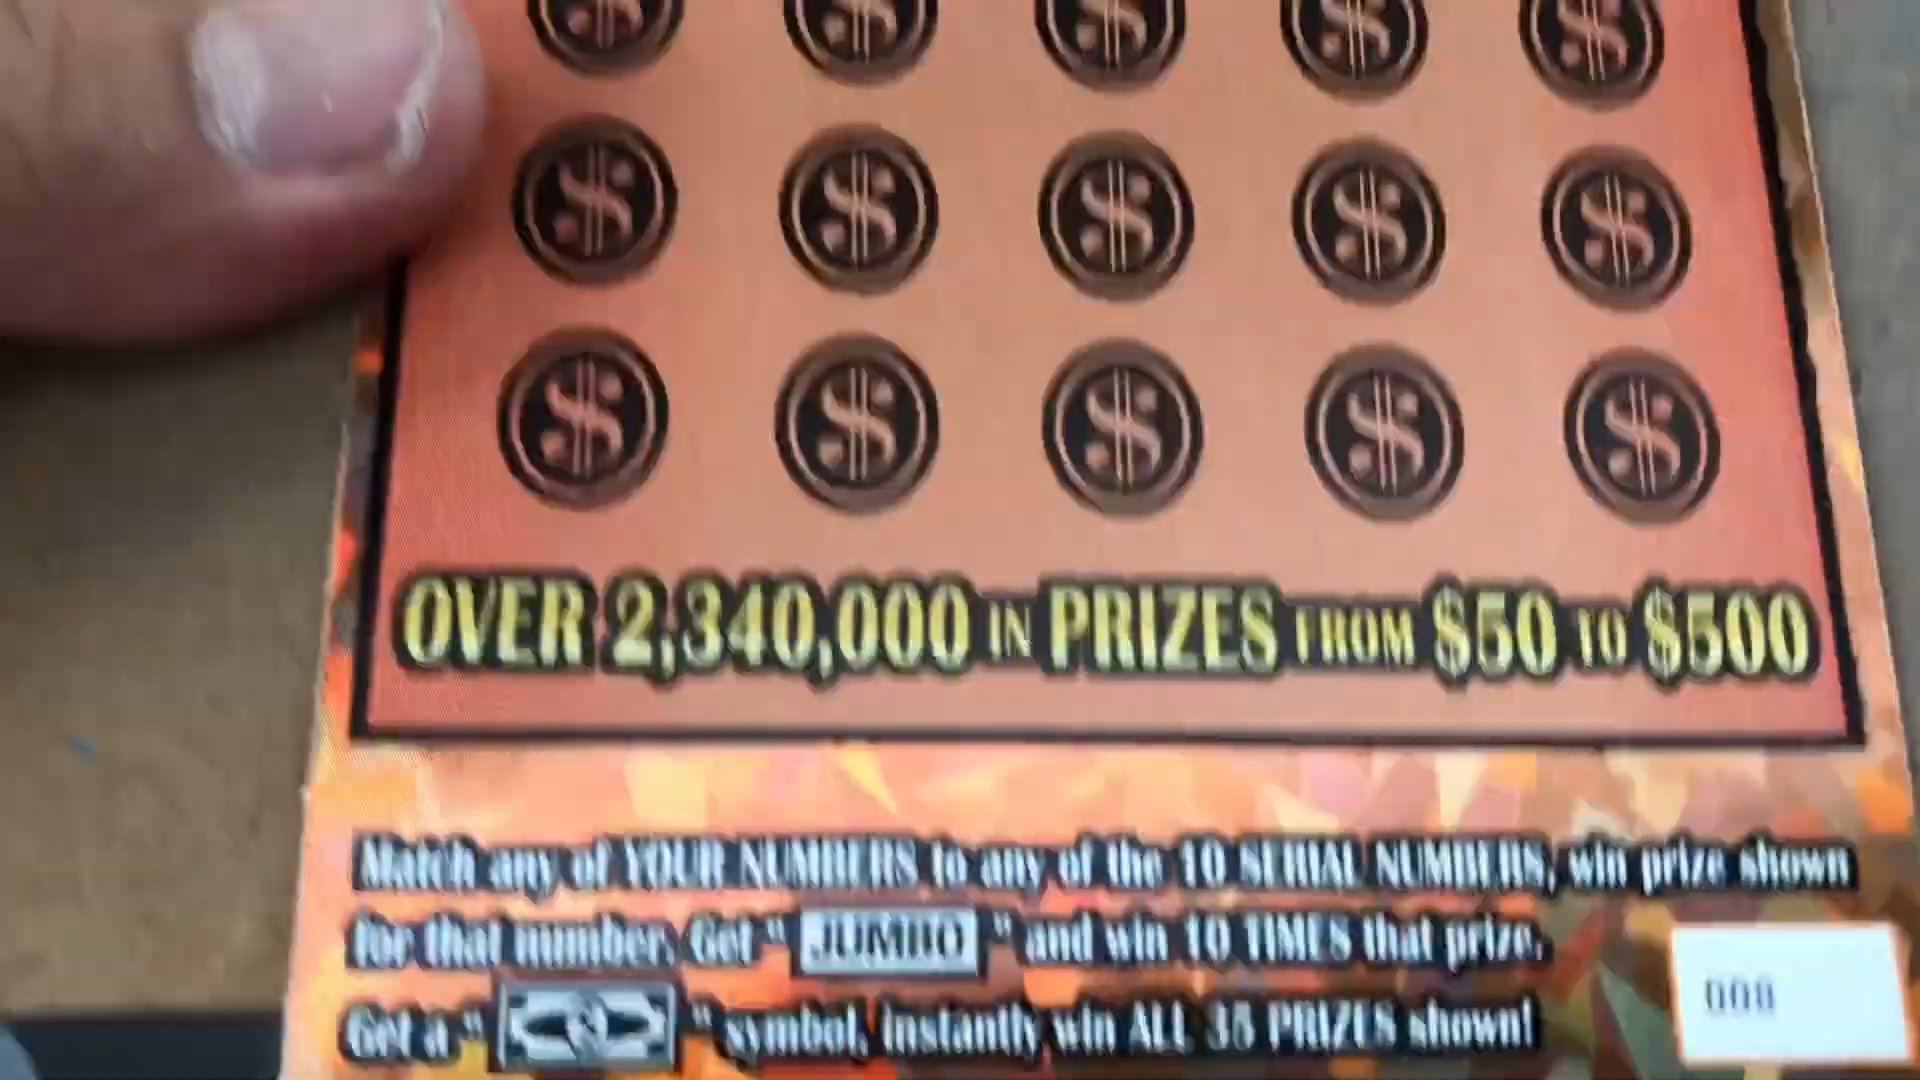 OVER 2,340,000 IN PRIZES FROM $50 TO $500
Match any of YOUR NUMBERS to any of the 10 SERIAL NUMBERS, win prize shown
for that number. Get " JUMBO " and win 10 TIMES that prize.
Get a " " symbol, instantly win ALL 35 PRIZES shown!
008